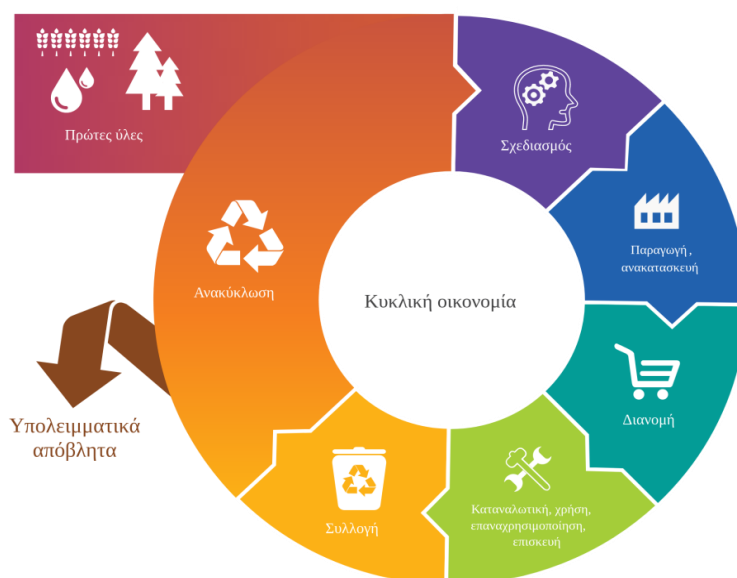 Πρώτες ύλες
Σχεδιασμός
Παραγωγή,
ανακατασκευή
Ανακύκλωση
Κυκλική οικονομία
Διανομή
Υπολειμματικά
απόβλητα
Καταναλωτική, χρήση,
επαναχρησιμοποίηση,
επισκευή
Συλλογή